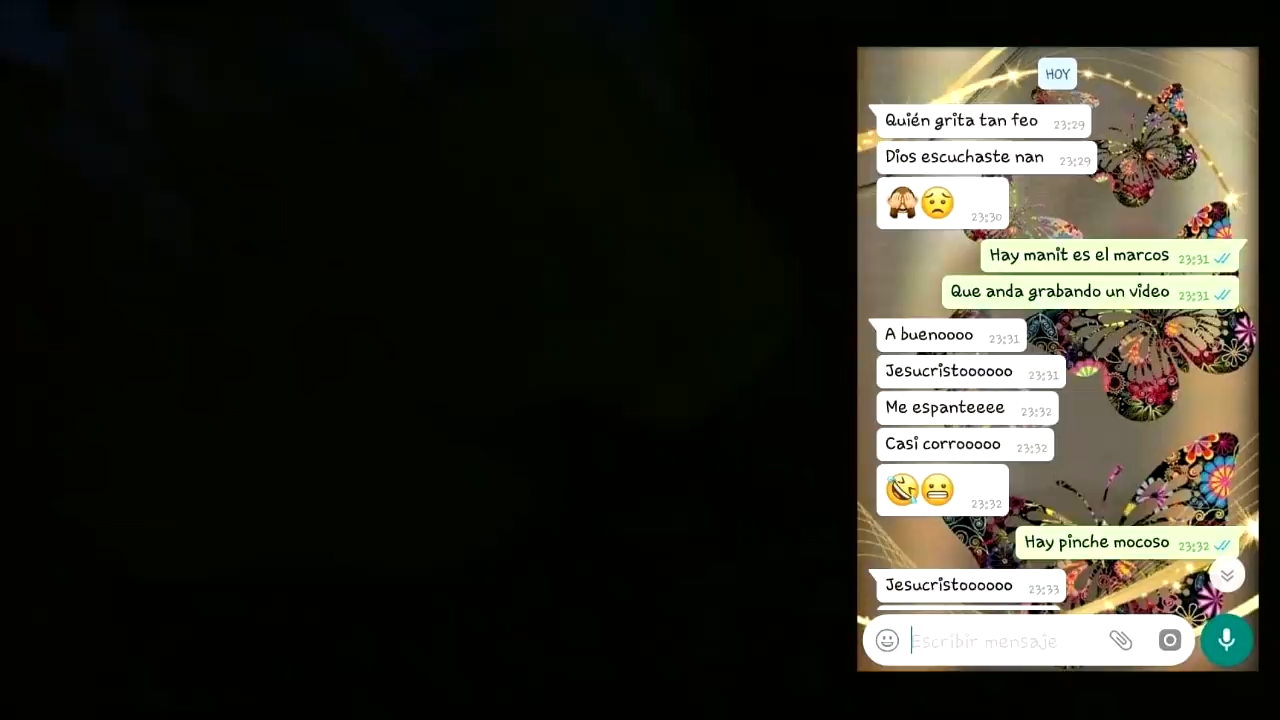 HOY
Quién grita tan feo 23:29
Dios escuchaste nan 23:29
🙈😟 23:30
Hay manit es el marcos 23:31
Que anda grabando un video 23:31
A buenoooo 23:31
Jesucristoooooo 23:31
Me espanteeee 23:32
Casi corrooooo 23:32
🤣😬 23:32
Hay pinche mocoso 23:32
Jesucristoooooo 23:33
Escribir mensaje